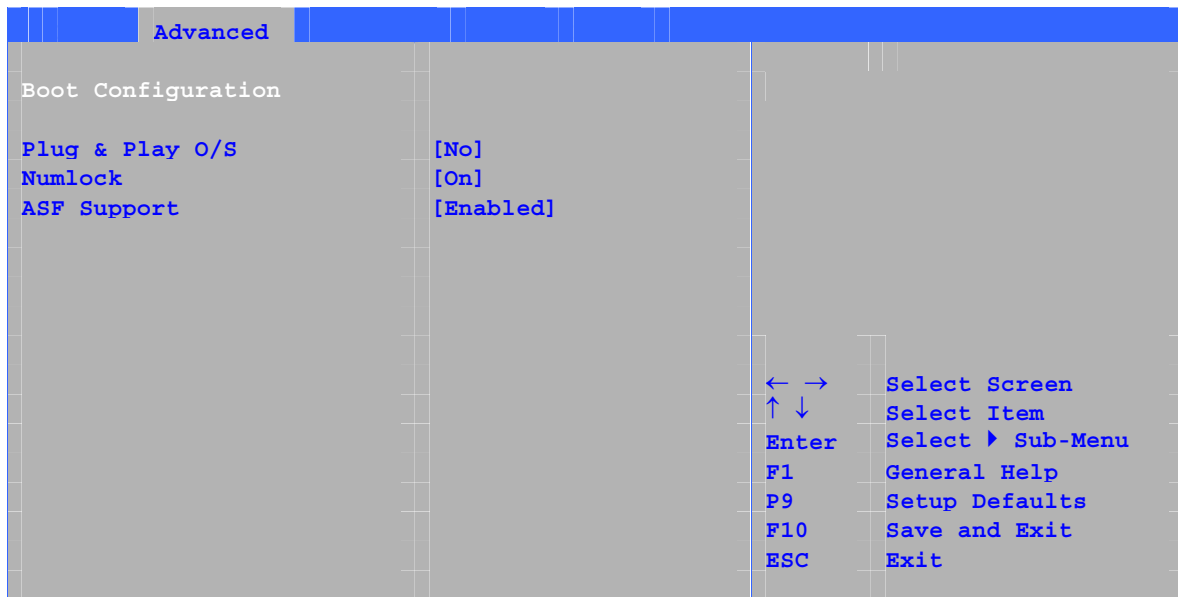 Advanced
Boot Configuration
Plug & Play O/S [No]
Numlock [On]
ASF Support [Enabled]
← → Select Screen
↑ ↓ Select Item
Enter Select ▶ Sub-Menu
F1 General Help
P9 Setup Defaults
F10 Save and Exit
ESC Exit